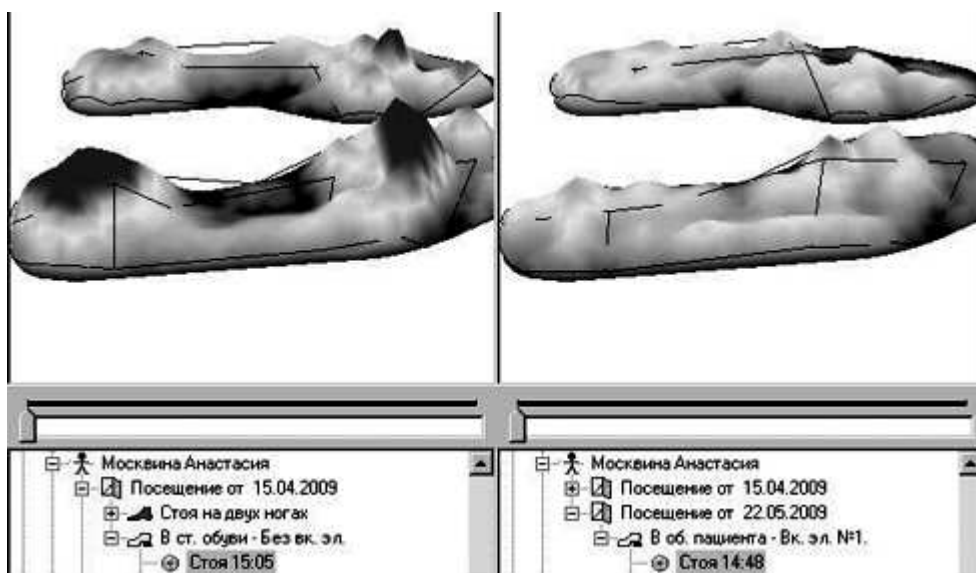 Москвина Анастасия
Посещение от 15.04.2009
Стоя на двух ногах
В ст. обуви - Без вк. эл.
Стоя 15:05
Москвина Анастасия
Посещение от 15.04.2009
Посещение от 22.05.2009
В об. пациента - Вк. эл. №1.
Стоя 14:48